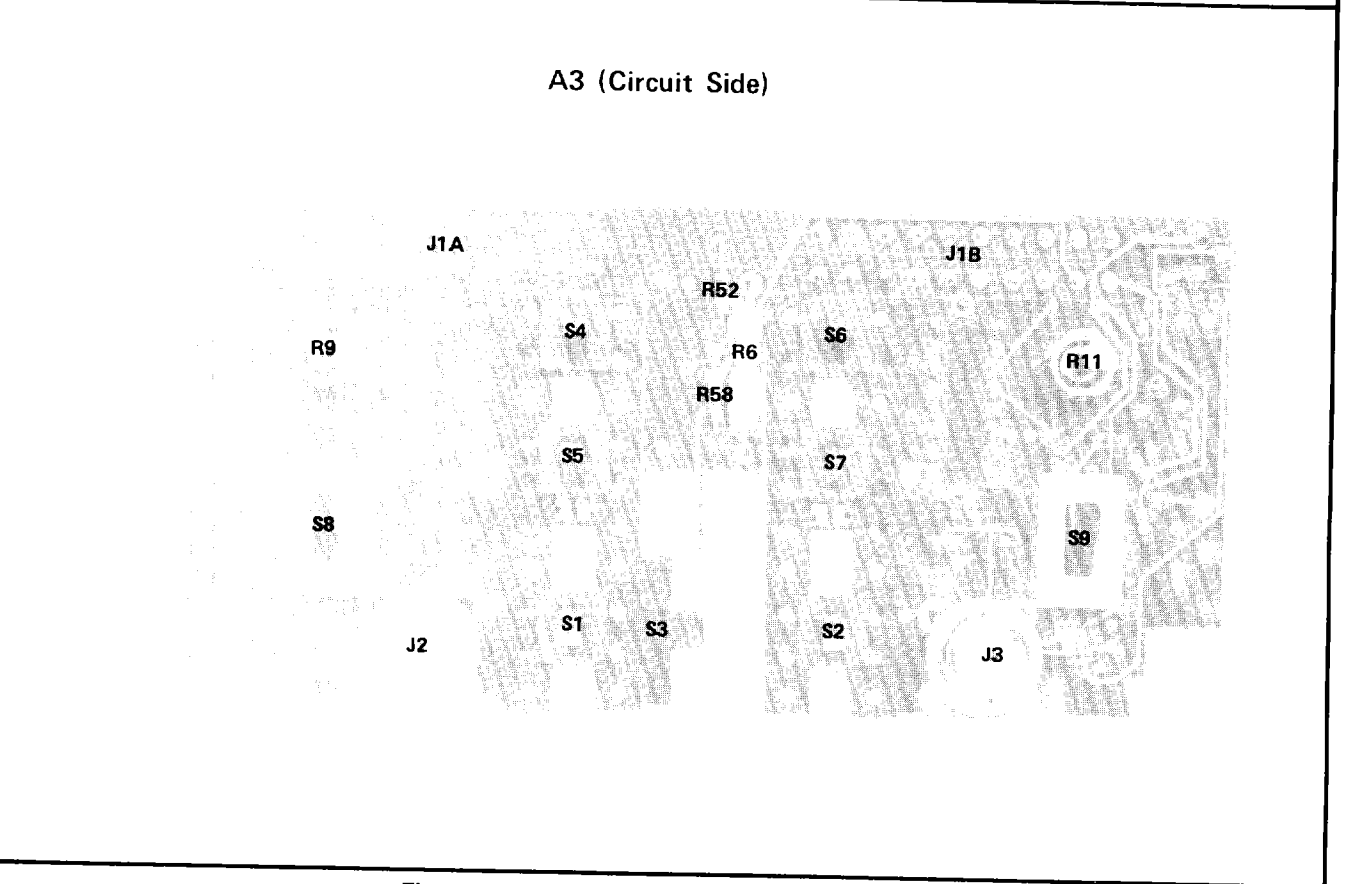 A3 (Circuit Side)
J1A
J1B
R52
S4
S6
R9
R6
R11
R58
S5
S7
S8
S9
S1
S3
S2
J2
J3